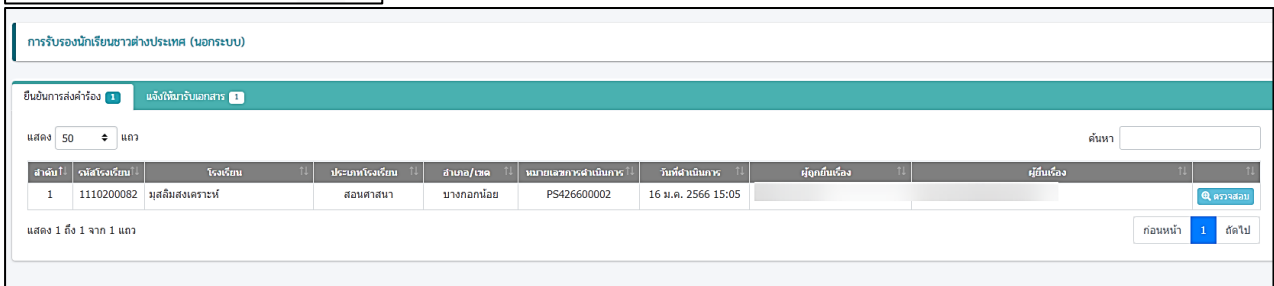 การรับรองนักเรียนชาวต่างประเทศ (นอกระบบ)
ยืนยันการส่งคำร้อง 1 แจ้งให้มารับเอกสาร 1
แสดง 50 แถว ค้นหา
ลำดับ รหัสโรงเรียน โรงเรียน ประเภทโรงเรียน อำเภอ/เขต หมายเลขการดำเนินการ วันที่ดำเนินการ ผู้ถูกยื่นเรื่อง ผู้ยื่นเรื่อง
1 1110200082 มุสลิมสงเคราะห์ สอนศาสนา บางกอกน้อย PS426600002 16 ม.ค. 2566 15:05 ตรวจสอบ
แสดง 1 ถึง 1 จาก 1 แถว ก่อนหน้า 1 ถัดไป